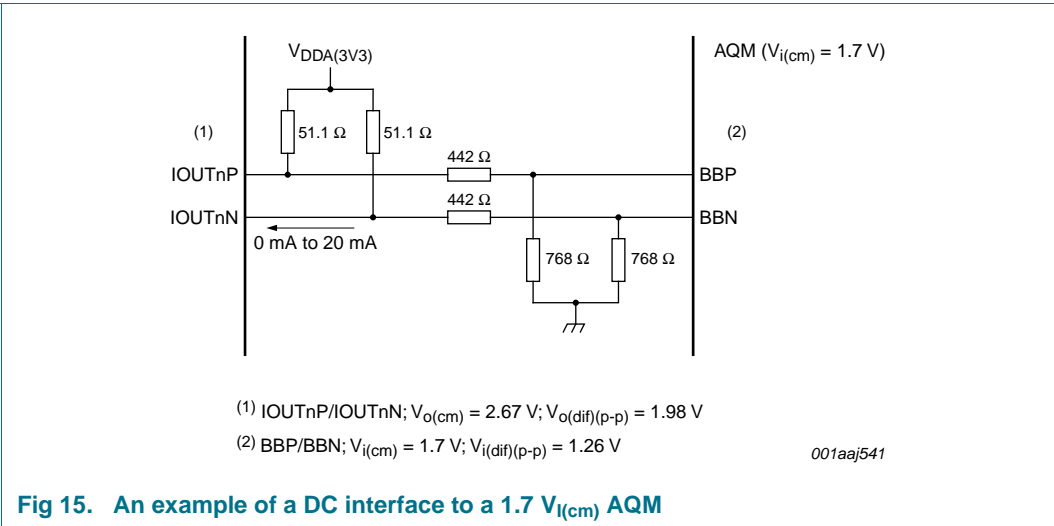 V_DDA(3V3)
AQM (V_i(cm) = 1.7 V)
(1)
51.1 Ω
51.1 Ω
(2)
442 Ω
IOUTnP
BBP
442 Ω
IOUTnN
BBN
0 mA to 20 mA
768 Ω
768 Ω
(1) IOUTnP/IOUTnN; V_o(cm) = 2.67 V; V_o(dif)(p-p) = 1.98 V
(2) BBP/BBN; V_i(cm) = 1.7 V; V_i(dif)(p-p) = 1.26 V
001aaj541
Fig 15. An example of a DC interface to a 1.7 V_I(cm) AQM